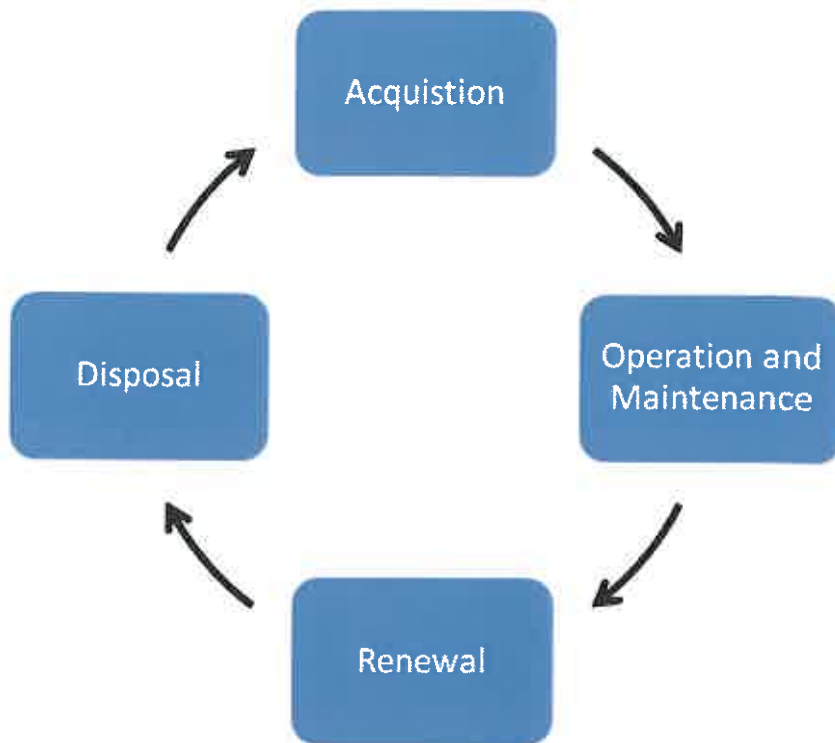 Acquistion
Operation and
Maintenance
Renewal
Disposal